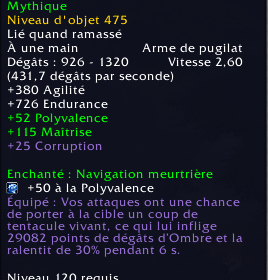 Mythique
Niveau d'objet 475
Lié quand ramassé
À une main Arme de pugilat
Dégâts : 926 - 1320 Vitesse 2,60
(431,7 dégâts par seconde)
+380 Agilité
+726 Endurance
+52 Polyvalence
+115 Maîtrise
+25 Corruption
Enchanté : Navigation meurtrière
+50 à la Polyvalence
Équipé : Vos attaques ont une chance
de porter à la cible un coup de
tentacule vivant, ce qui lui inflige
29082 points de dégâts d'Ombre et la
ralentit de 30% pendant 6 s.
Niveau 120 requis